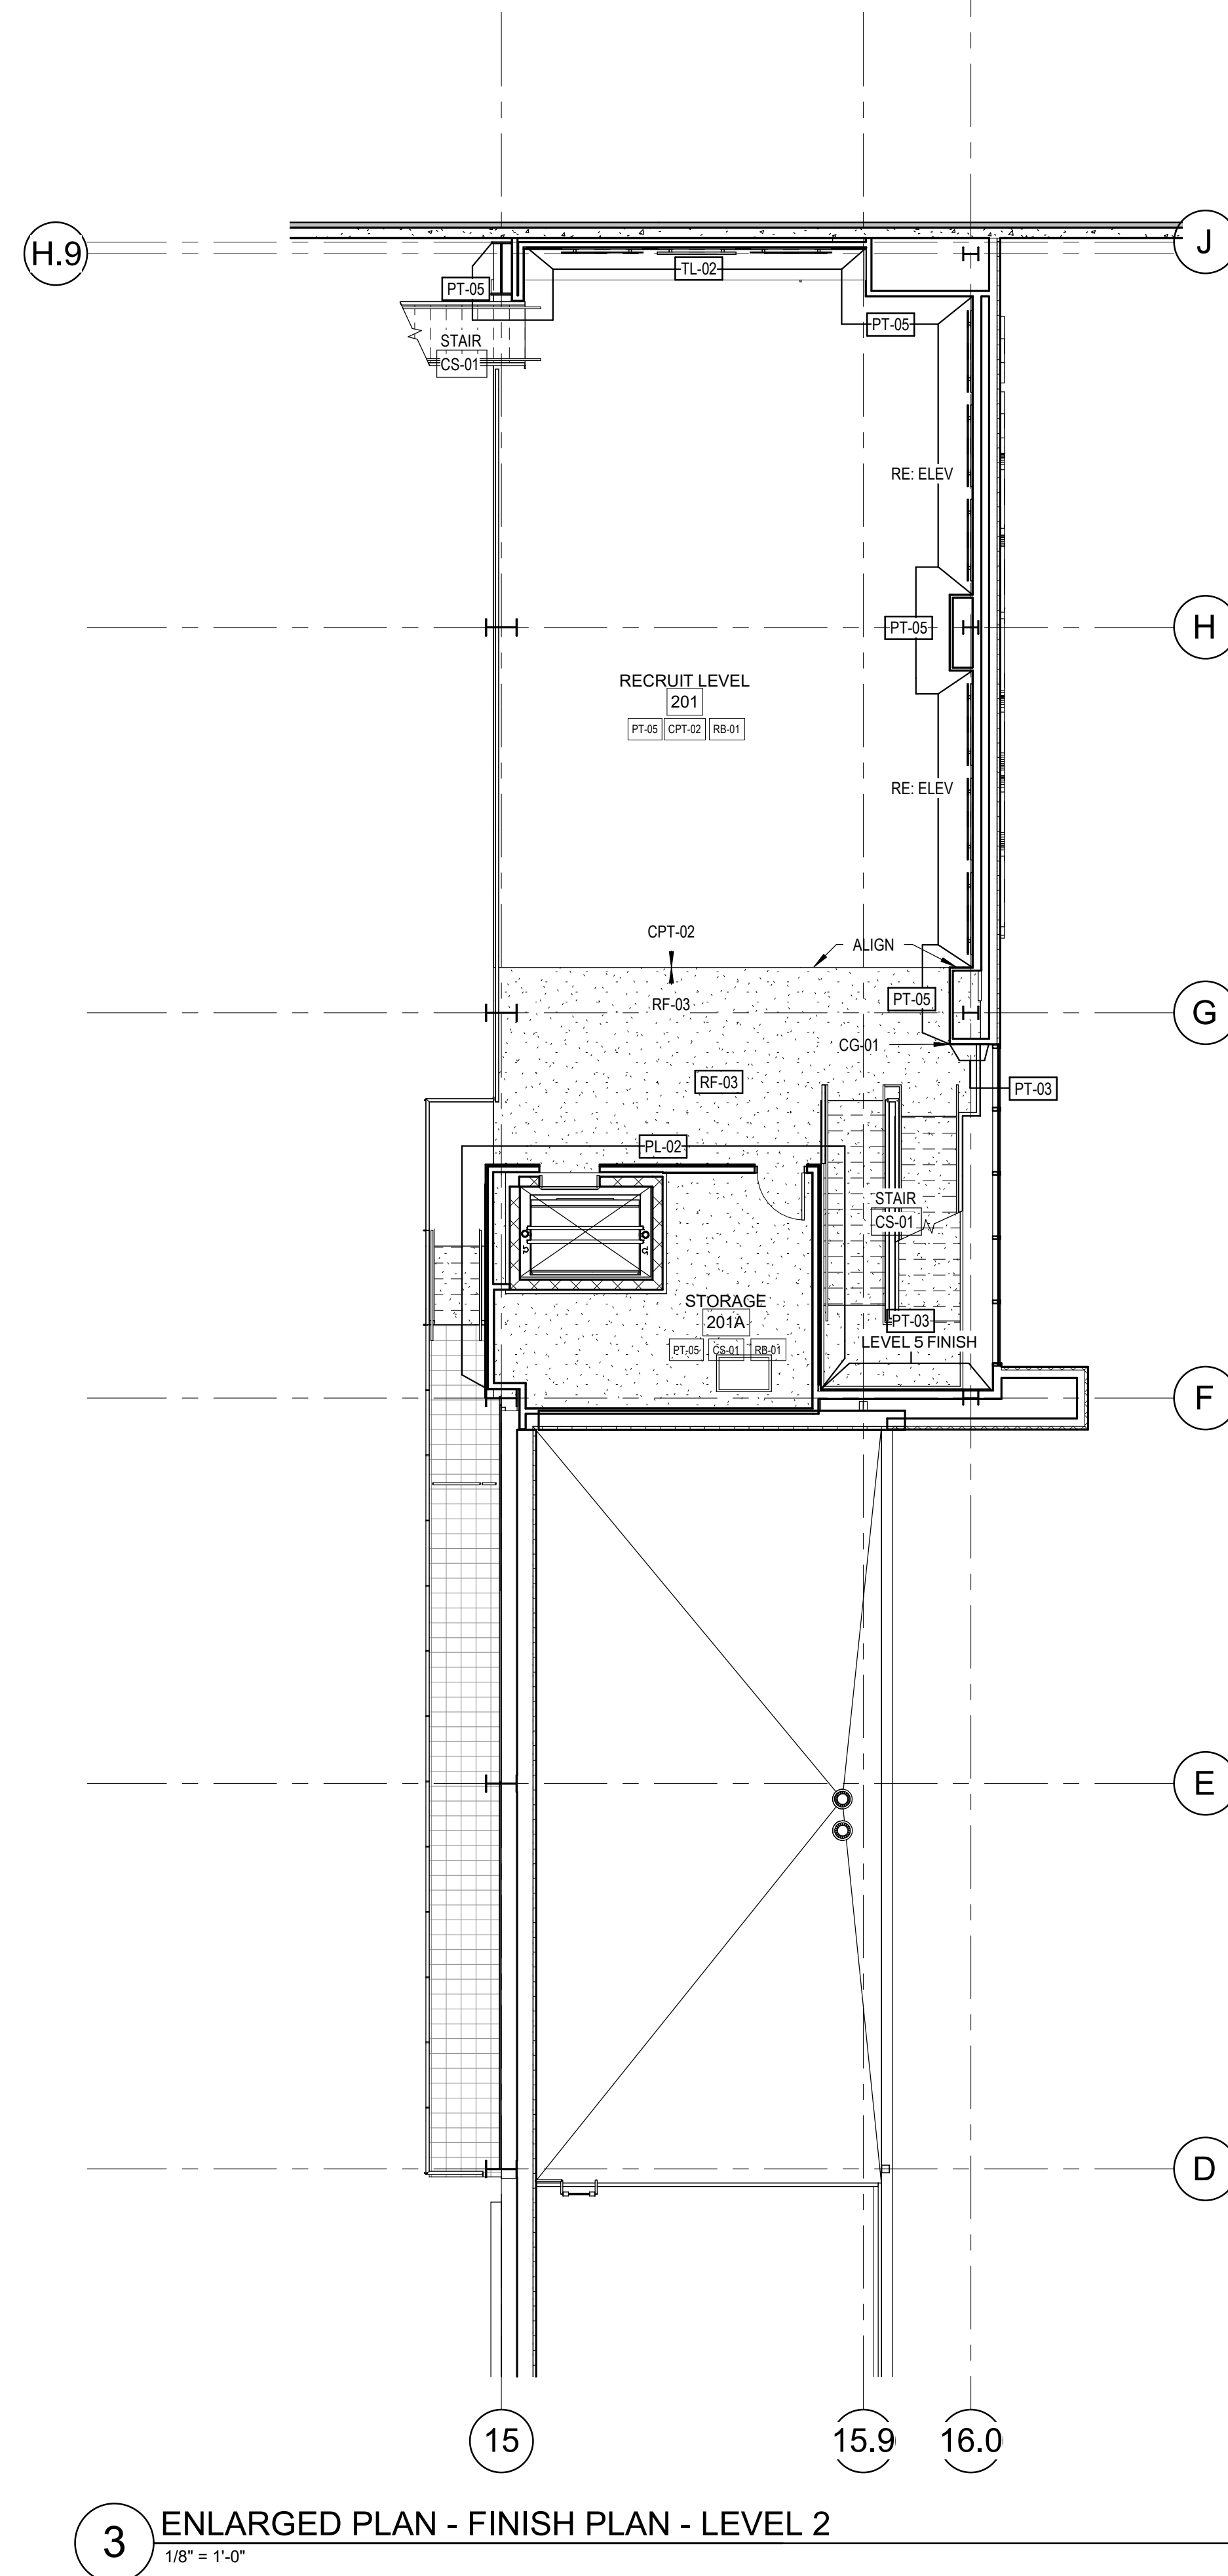 H.9
J
TL-02
PT-05
PT-05
STAIR
CS-01
RE: ELEV
PT-05
H
RECRUIT LEVEL
201
PT-05 CPT-02 RB-01
RE: ELEV
CPT-02
ALIGN
RF-03
PT-05
G
CG-01
RF-03
PT-03
PL-02
STAIR
CS-01
STORAGE
201A
PT-05 CS-01 RB-01
PT-03
LEVEL 5 FINISH
F
E
D
15
15.9
16.0
3
ENLARGED PLAN - FINISH PLAN - LEVEL 2
1/8" = 1'-0"